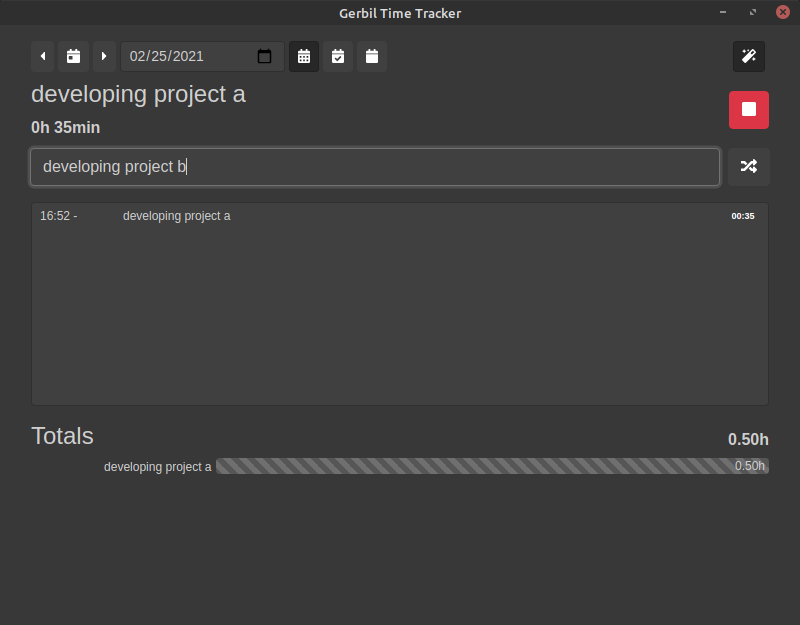 Gerbil Time Tracker
02/25/2021
developing project a
0h 35min
developing project b
16:52 - developing project a 00:35
Totals 0.50h
developing project a 0.50h